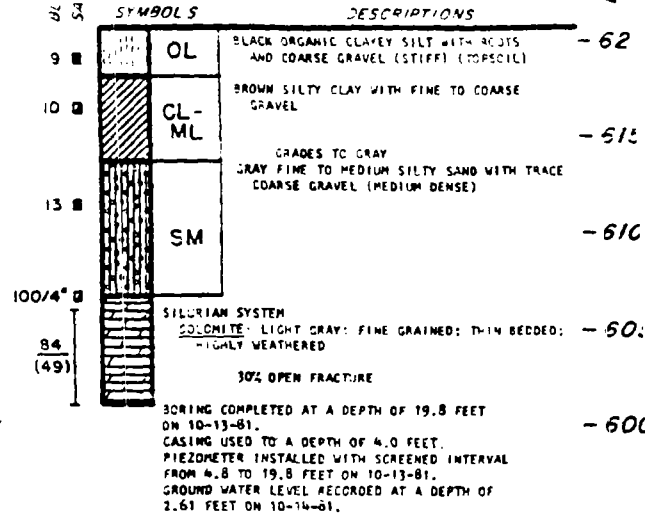 SYMBOLS DESCRIPTIONS
9 OL BLACK ORGANIC CLAYEY SILT WITH ROOTS - 62
AND COARSE GRAVEL (STIFF) (TOPSOIL)
10 CL- BROWN SILTY CLAY WITH FINE TO COARSE
ML GRAVEL
- 615
GRADES TO GRAY
GRAY FINE TO MEDIUM SILTY SAND WITH TRACE
COARSE GRAVEL (MEDIUM DENSE)
13
SM - 610
100/4"
SILURIAN SYSTEM
DOLOMITE: LIGHT GRAY; FINE GRAINED; THIN BEDDED; - 60
84 HIGHLY WEATHERED
(49)
30% OPEN FRACTURE
BORING COMPLETED AT A DEPTH OF 19.8 FEET
ON 10-13-81.
CASING USED TO A DEPTH OF 4.0 FEET. - 600
PIEZOMETER INSTALLED WITH SCREENED INTERVAL
FROM 4.8 TO 19.8 FEET ON 10-13-81.
GROUND WATER LEVEL RECORDED AT A DEPTH OF
2.61 FEET ON 10-14-81.